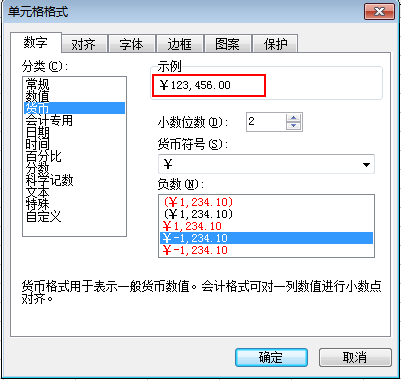 单元格格式
数字 对齐 字体 边框 图案 保护
分类(C):
常规
数值
货币
会计专用
日期
时间
百分比
分数
科学记数
文本
特殊
自定义
示例
￥123,456.00
小数位数(D): 2
货币符号(S):
￥
负数(N):
(￥1,234.10)
(￥1,234.10)
￥1,234.10
￥-1,234.10
￥-1,234.10
货币格式用于表示一般货币数值。会计格式可对一列数值进行小数点
对齐。
确定 取消